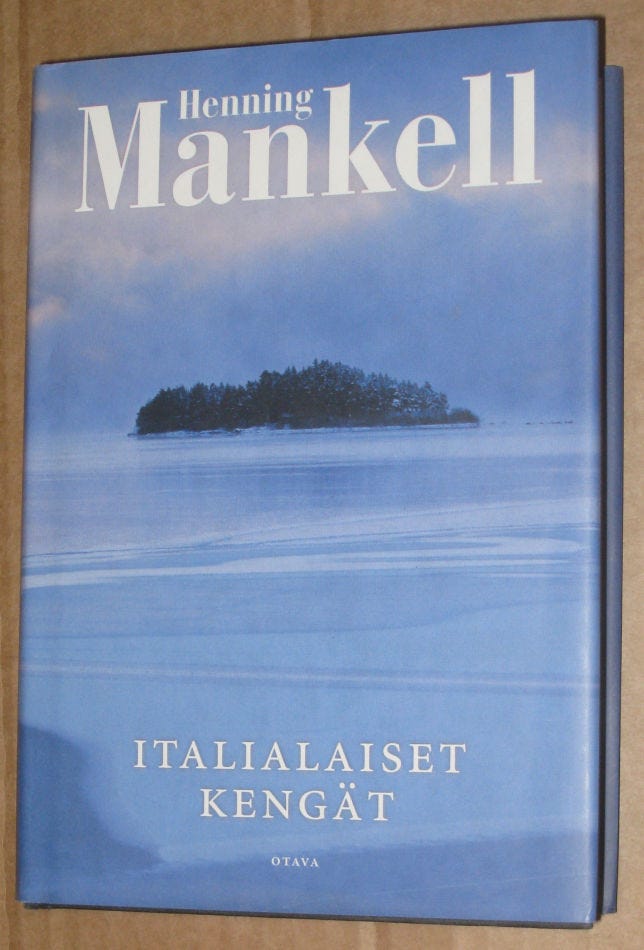 Henning
Mankell
ITALIALAISET
KENGÄT
OTAVA